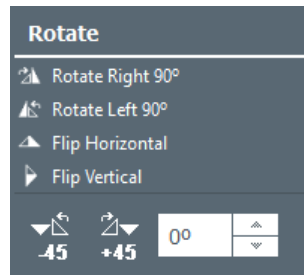 Rotate
Rotate Right 90º
Rotate Left 90º
Flip Horizontal
Flip Vertical
-45 +45 0º